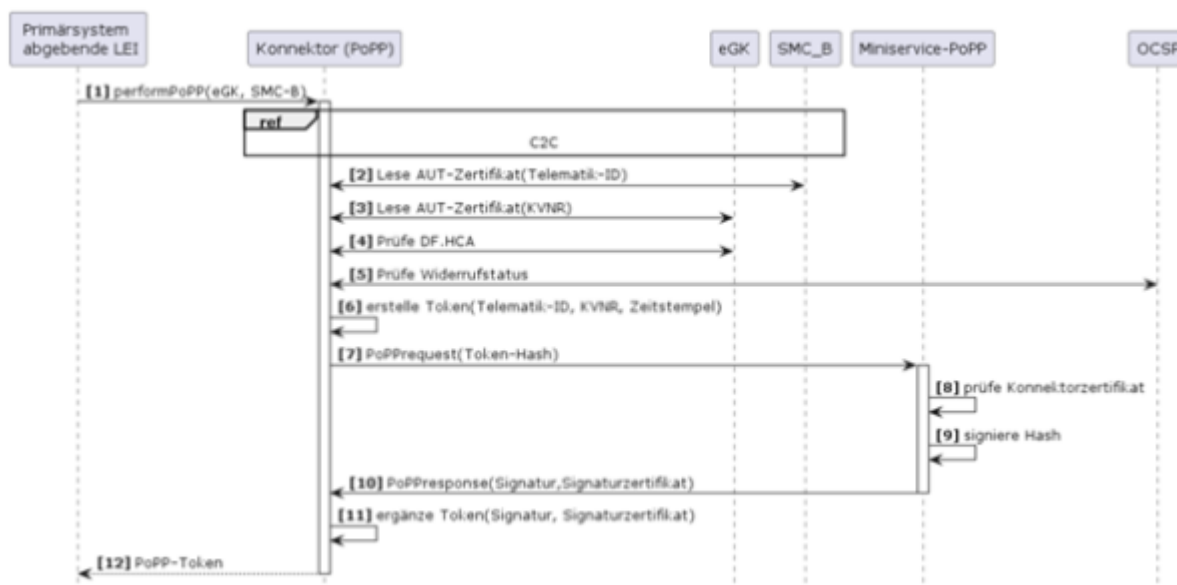 Primärsystem
abgebende LEI
Konnektor (PoPP)
eGK
SMC_B
Miniservice-PoPP
OCSP
[1] performPoPP(eGK, SMC-B)
ref
C2C
[2] Lese AUT-Zertifikat(Telematik-ID)
[3] Lese AUT-Zertifikat(KVNR)
[4] Prüfe DF.HCA
[5] Prüfe Widerrufstatus
[6] erstelle Token(Telematik-ID, KVNR, Zeitstempel)
[7] PoPPrequest(Token-Hash)
[8] prüfe Konnektorzertifikat
[9] signiere Hash
[10] PoPPresponse(Signatur,Signaturzertifikat)
[11] ergänze Token(Signatur, Signaturzertifikat)
[12] PoPP-Token